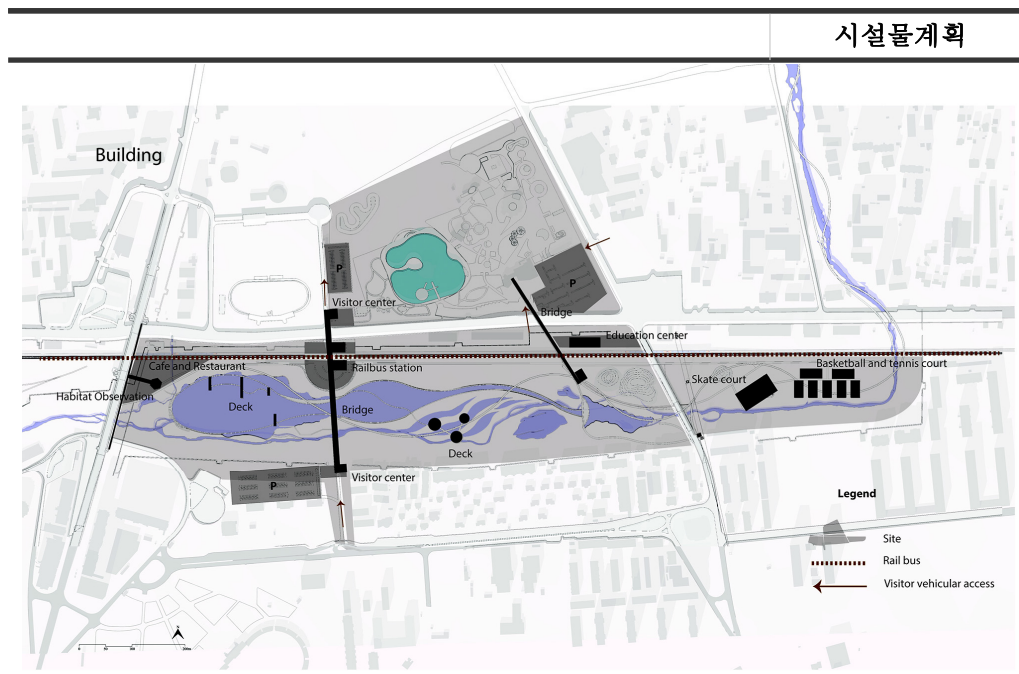 시설물계획
Building
P
Visitor center
P
Bridge
Education center
Cafe and Restaurant
Railbus station
Basketball and tennis court
Skate court
Habitat Observation
Deck
Bridge
Deck
Visitor center
P
Legend
Site
Rail bus
Visitor vehicular access